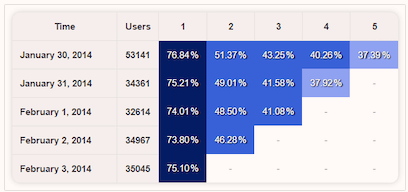 Time Users 1 2 3 4 5
January 30, 2014 53141 76.84% 51.37% 43.25% 40.26% 37.39%
January 31, 2014 34361 75.21% 49.01% 41.58% 37.92% -
February 1, 2014 32614 74.01% 48.50% 41.08% - -
February 2, 2014 34967 73.80% 46.28% - - -
February 3, 2014 35045 75.10% - - - -